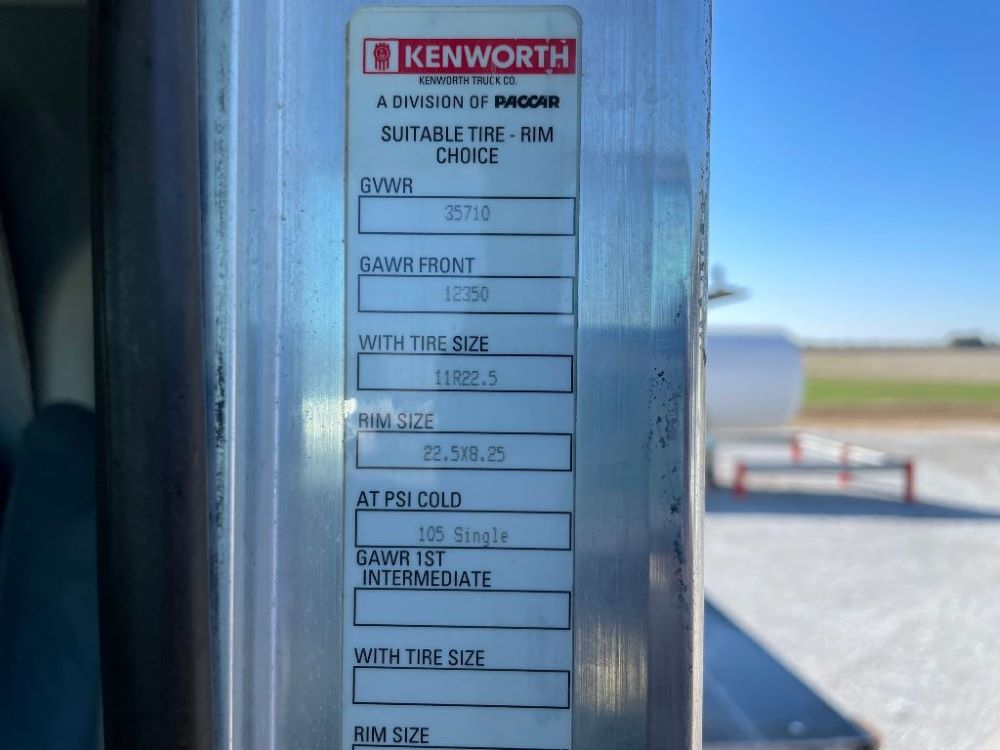 KENWORTH
KENWORTH TRUCK CO.
A DIVISION OF PACCAR
SUITABLE TIRE - RIM
CHOICE
GVWR
35710
GAWR FRONT
12350
WITH TIRE SIZE
11R22.5
RIM SIZE
22.5X8.25
AT PSI COLD
105 Single
GAWR 1ST
INTERMEDIATE
WITH TIRE SIZE
RIM SIZE